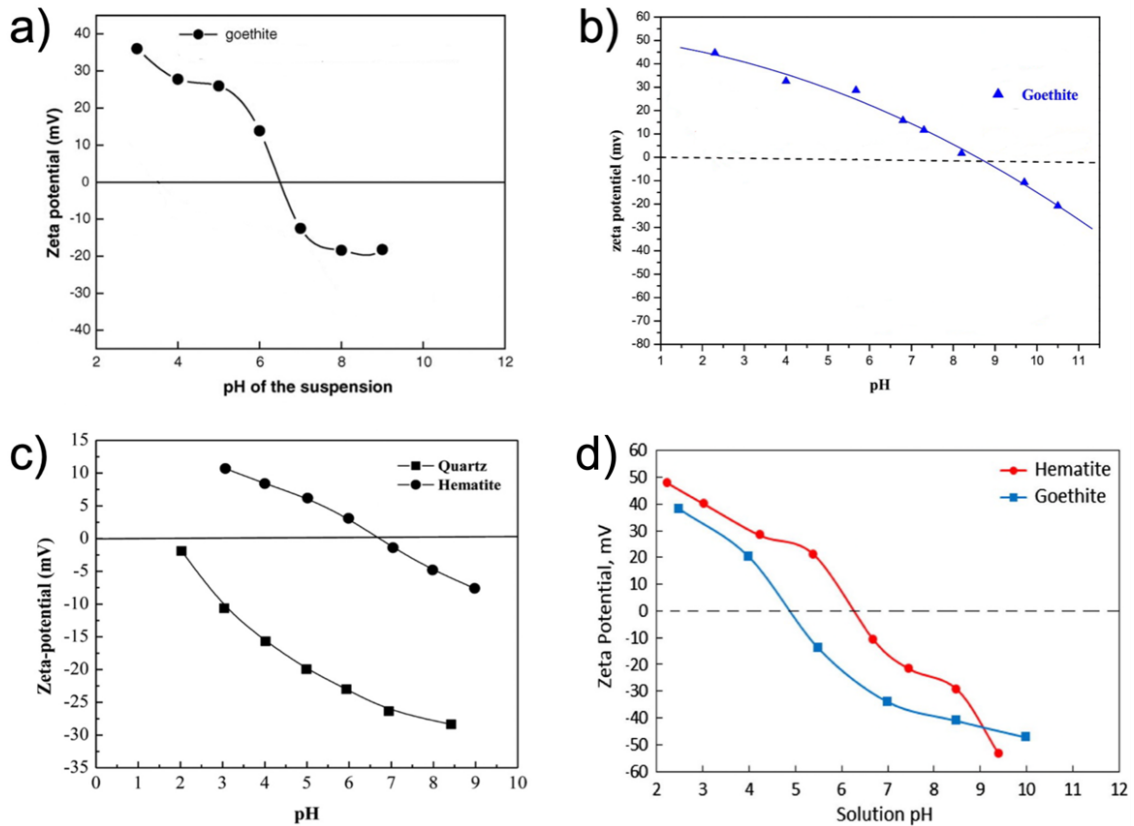 a)
goethite
Zeta potential (mV)
40
30
20
10
0
-10
-20
-30
-40
2 4 6 8 10 12
pH of the suspension
b)
Goethite
zeta potentiel (mv)
60
50
40
30
20
10
0
-10
-20
-30
-40
-50
-60
-70
-80
1 2 3 4 5 6 7 8 9 10 11
pH
c)
Quartz
Hematite
Zeta-potential (mV)
15
10
5
0
-5
-10
-15
-20
-25
-30
-35
0 1 2 3 4 5 6 7 8 9 10
pH
d)
Hematite
Goethite
Zeta Potential, mV
60
50
40
30
20
10
0
-10
-20
-30
-40
-50
-60
2 3 4 5 6 7 8 9 10 11 12
Solution pH